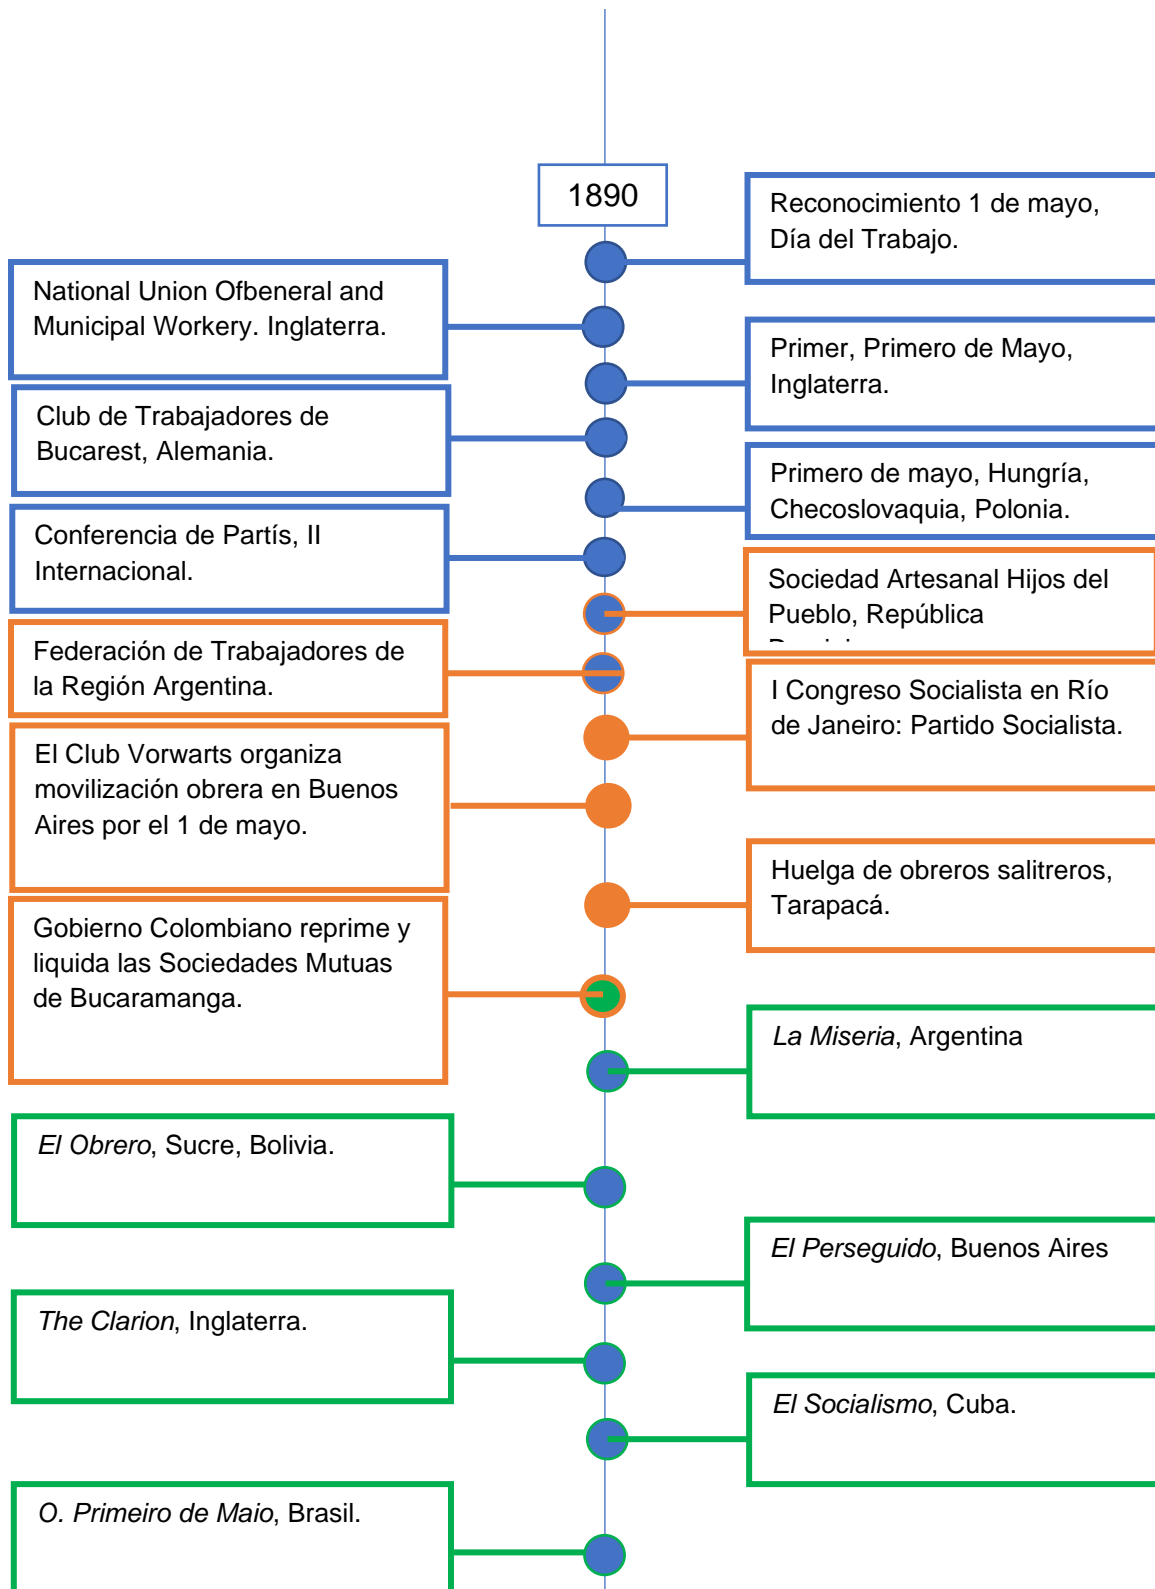 1890
Reconocimiento 1 de mayo,
Día del Trabajo.
National Union Ofbeneral and
Municipal Workery. Inglaterra.
Primer, Primero de Mayo,
Inglaterra.
Club de Trabajadores de
Bucarest, Alemania.
Primero de mayo, Hungría,
Checoslovaquia, Polonia.
Conferencia de Partís, II
Internacional.
Sociedad Artesanal Hijos del
Pueblo, República
Federación de Trabajadores de
la Región Argentina.
I Congreso Socialista en Río
de Janeiro: Partido Socialista.
El Club Vorwarts organiza
movilización obrera en Buenos
Aires por el 1 de mayo.
Huelga de obreros salitreros,
Tarapacá.
Gobierno Colombiano reprime y
liquida las Sociedades Mutuas
de Bucaramanga.
La Miseria, Argentina
El Obrero, Sucre, Bolivia.
El Perseguido, Buenos Aires
The Clarion, Inglaterra.
El Socialismo, Cuba.
O. Primeiro de Maio, Brasil.